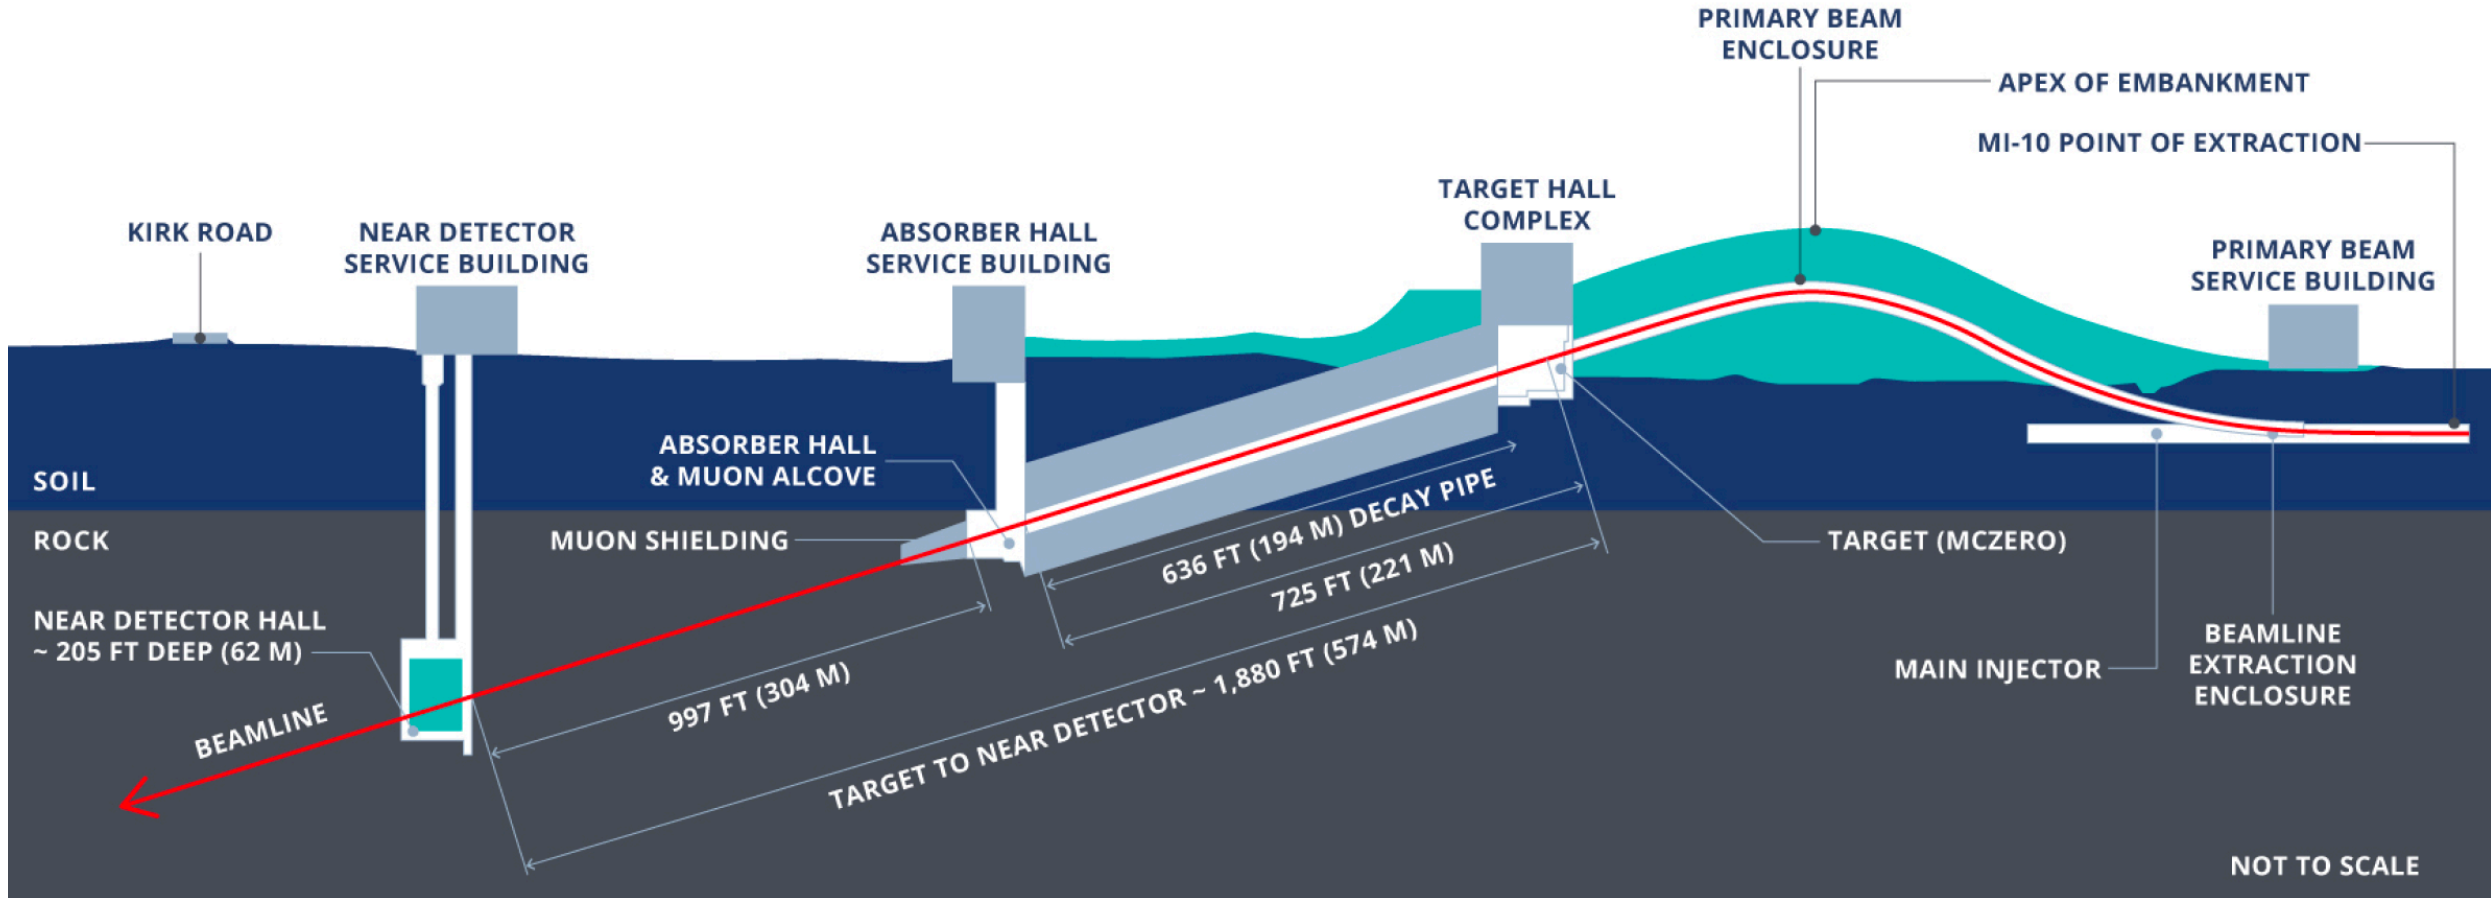 PRIMARY BEAM
ENCLOSURE
APEX OF EMBANKMENT
MI-10 POINT OF EXTRACTION
TARGET HALL
COMPLEX
KIRK ROAD
NEAR DETECTOR
SERVICE BUILDING
ABSORBER HALL
SERVICE BUILDING
PRIMARY BEAM
SERVICE BUILDING
ABSORBER HALL
& MUON ALCOVE
SOIL
ROCK
MUON SHIELDING
636 FT (194 M) DECAY PIPE
725 FT (221 M)
TARGET (MCZERO)
NEAR DETECTOR HALL
~ 205 FT DEEP (62 M)
997 FT (304 M)
TARGET TO NEAR DETECTOR ~ 1,880 FT (574 M)
MAIN INJECTOR
BEAMLINE
EXTRACTION
ENCLOSURE
BEAMLINE
NOT TO SCALE